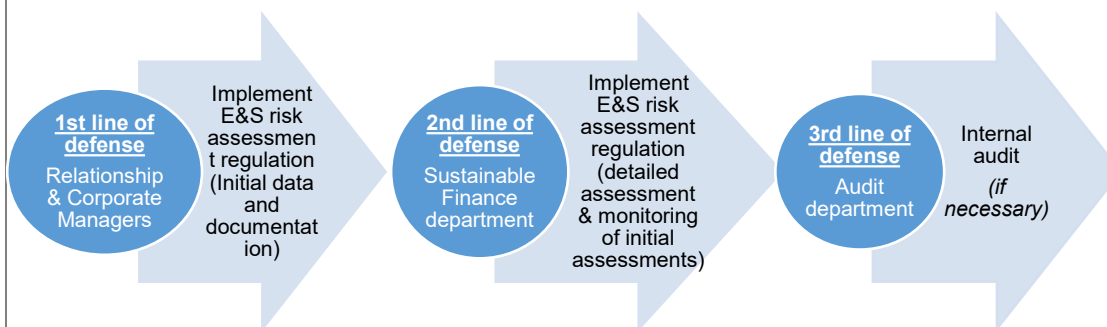 1st line of
defense
Relationship
& Corporate
Managers
Implement
E&S risk
assessmen
t regulation
(Initial data
and
documentat
ion)
2nd line of
defense
Sustainable
Finance
department
Implement
E&S risk
assessment
regulation
(detailed
assessment
& monitoring
of initial
assessments)
3rd line of
defense
Audit
department
Internal
audit
(if
necessary)